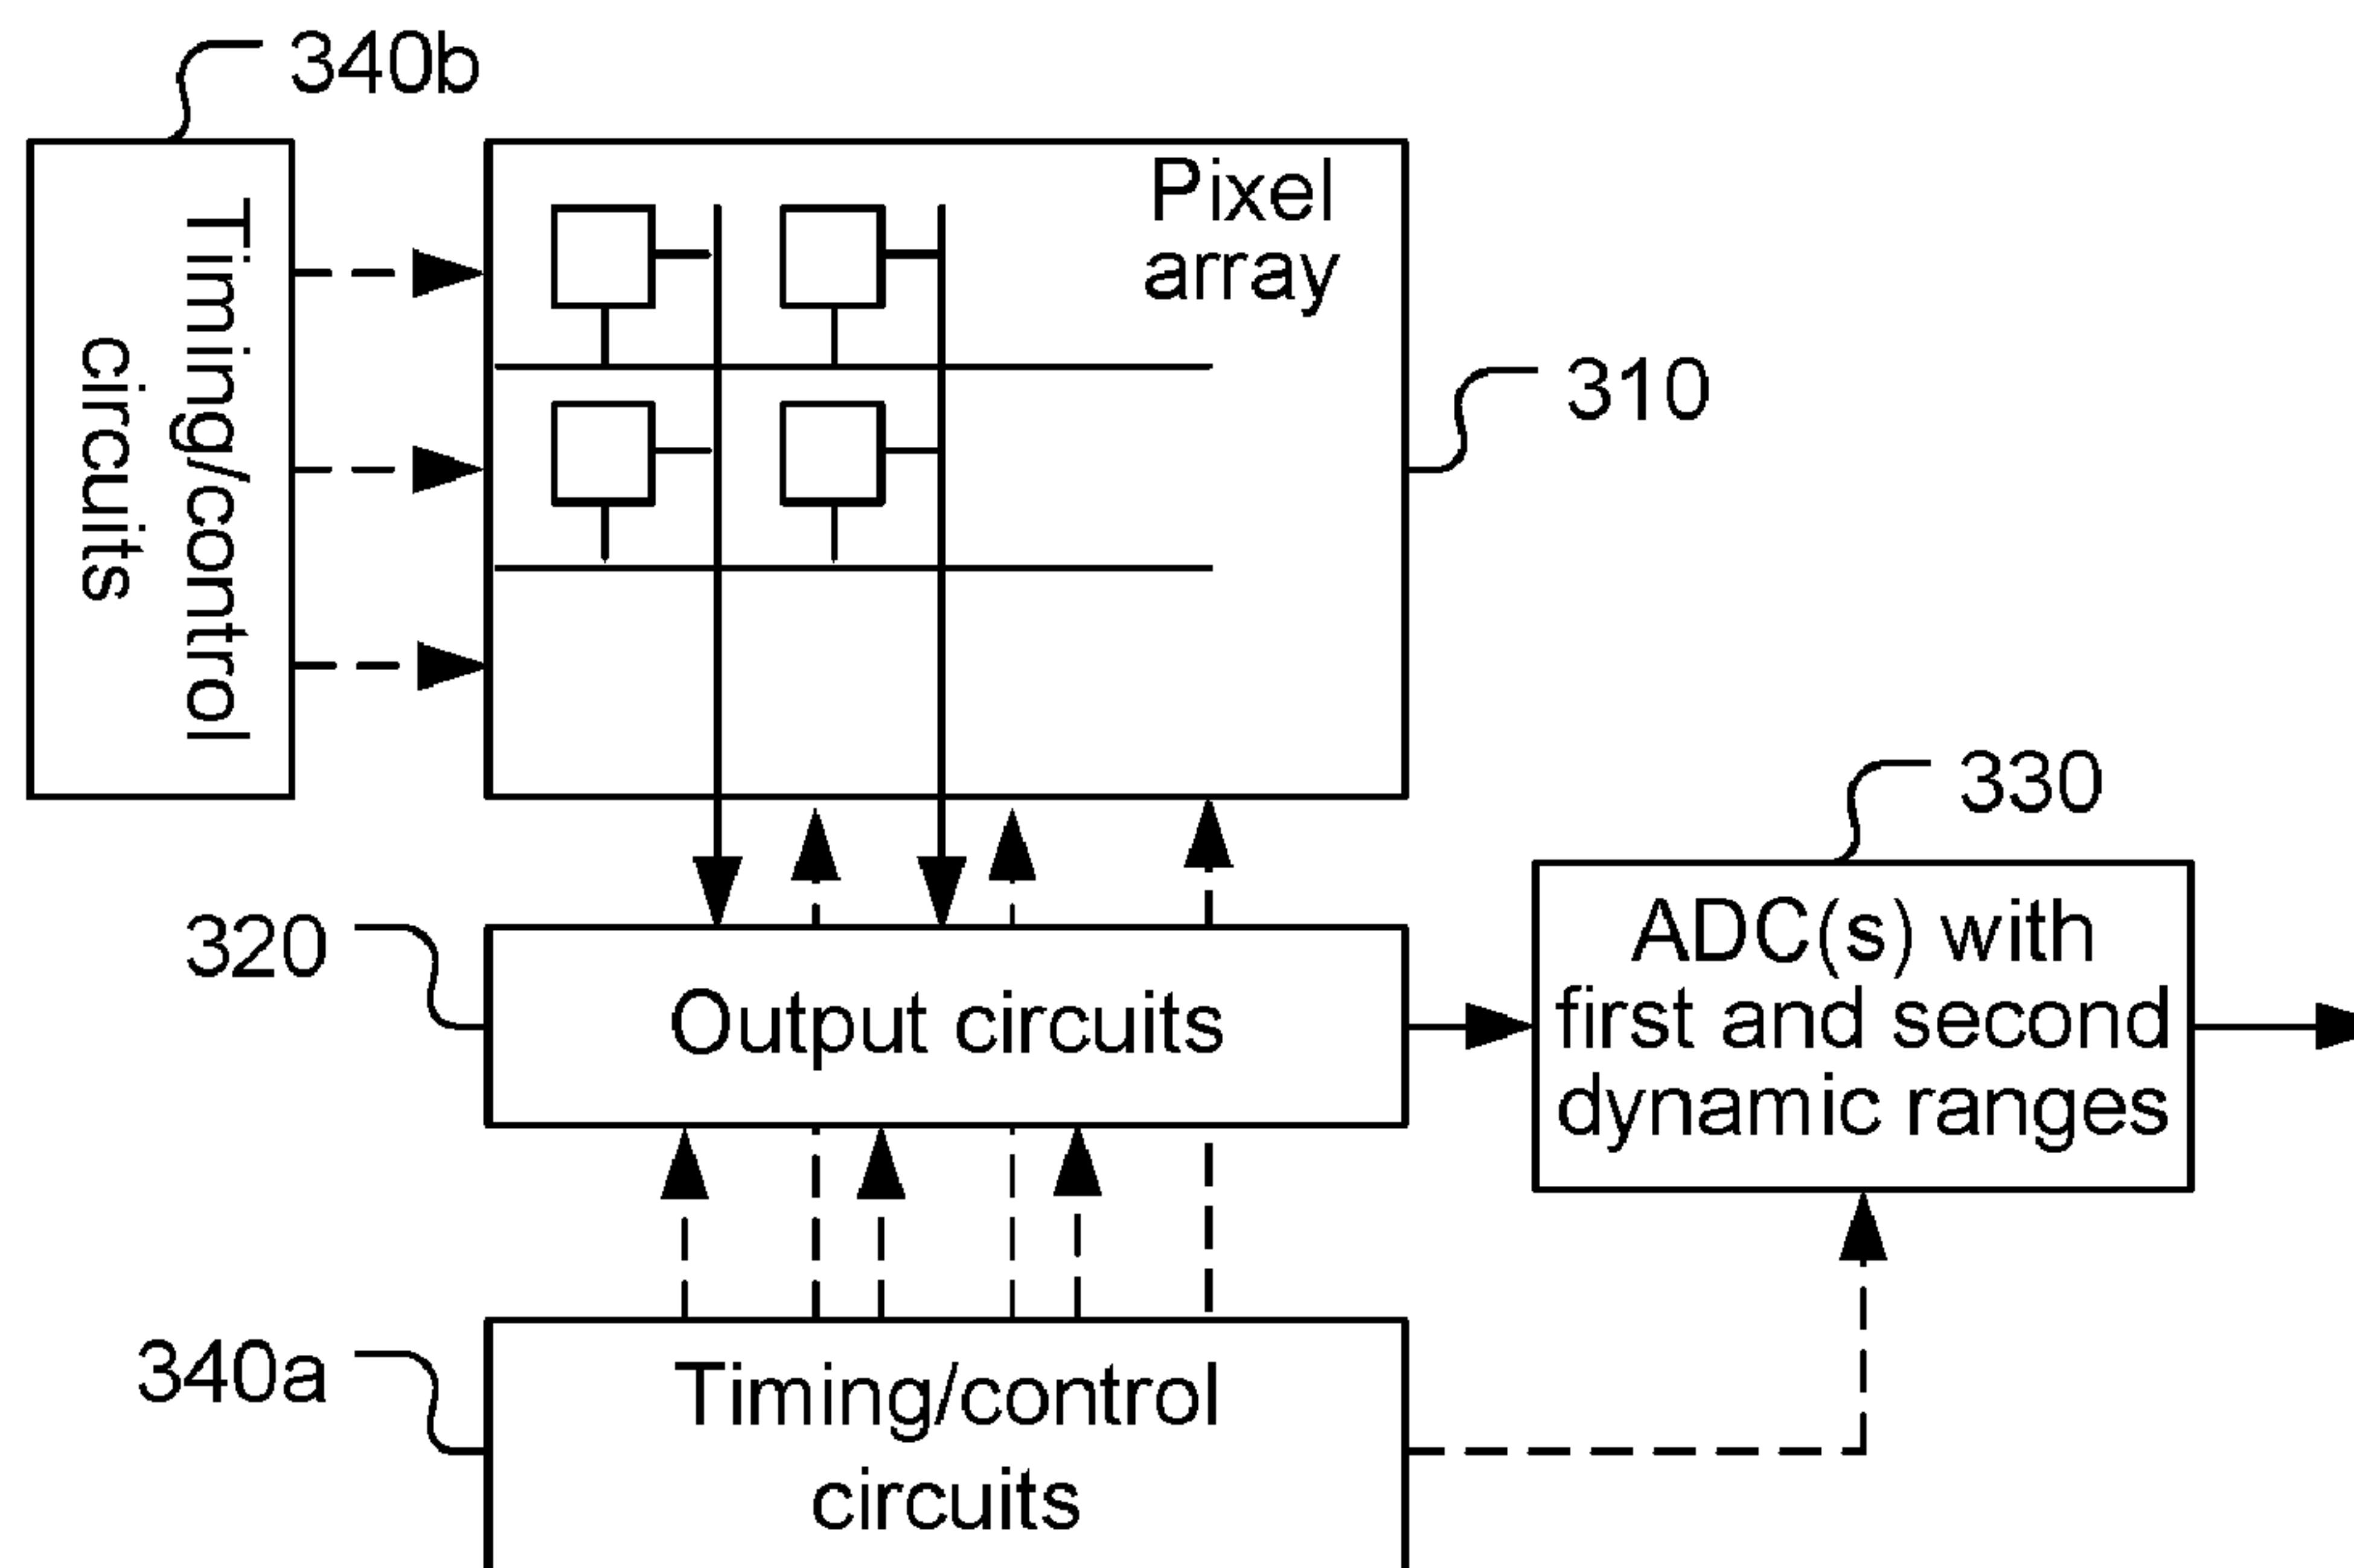 340b
Timing/control
circuits
Pixel
array
310
330
ADC(s) with
first and second
dynamic ranges
320
Output circuits
340a
Timing/control
circuits